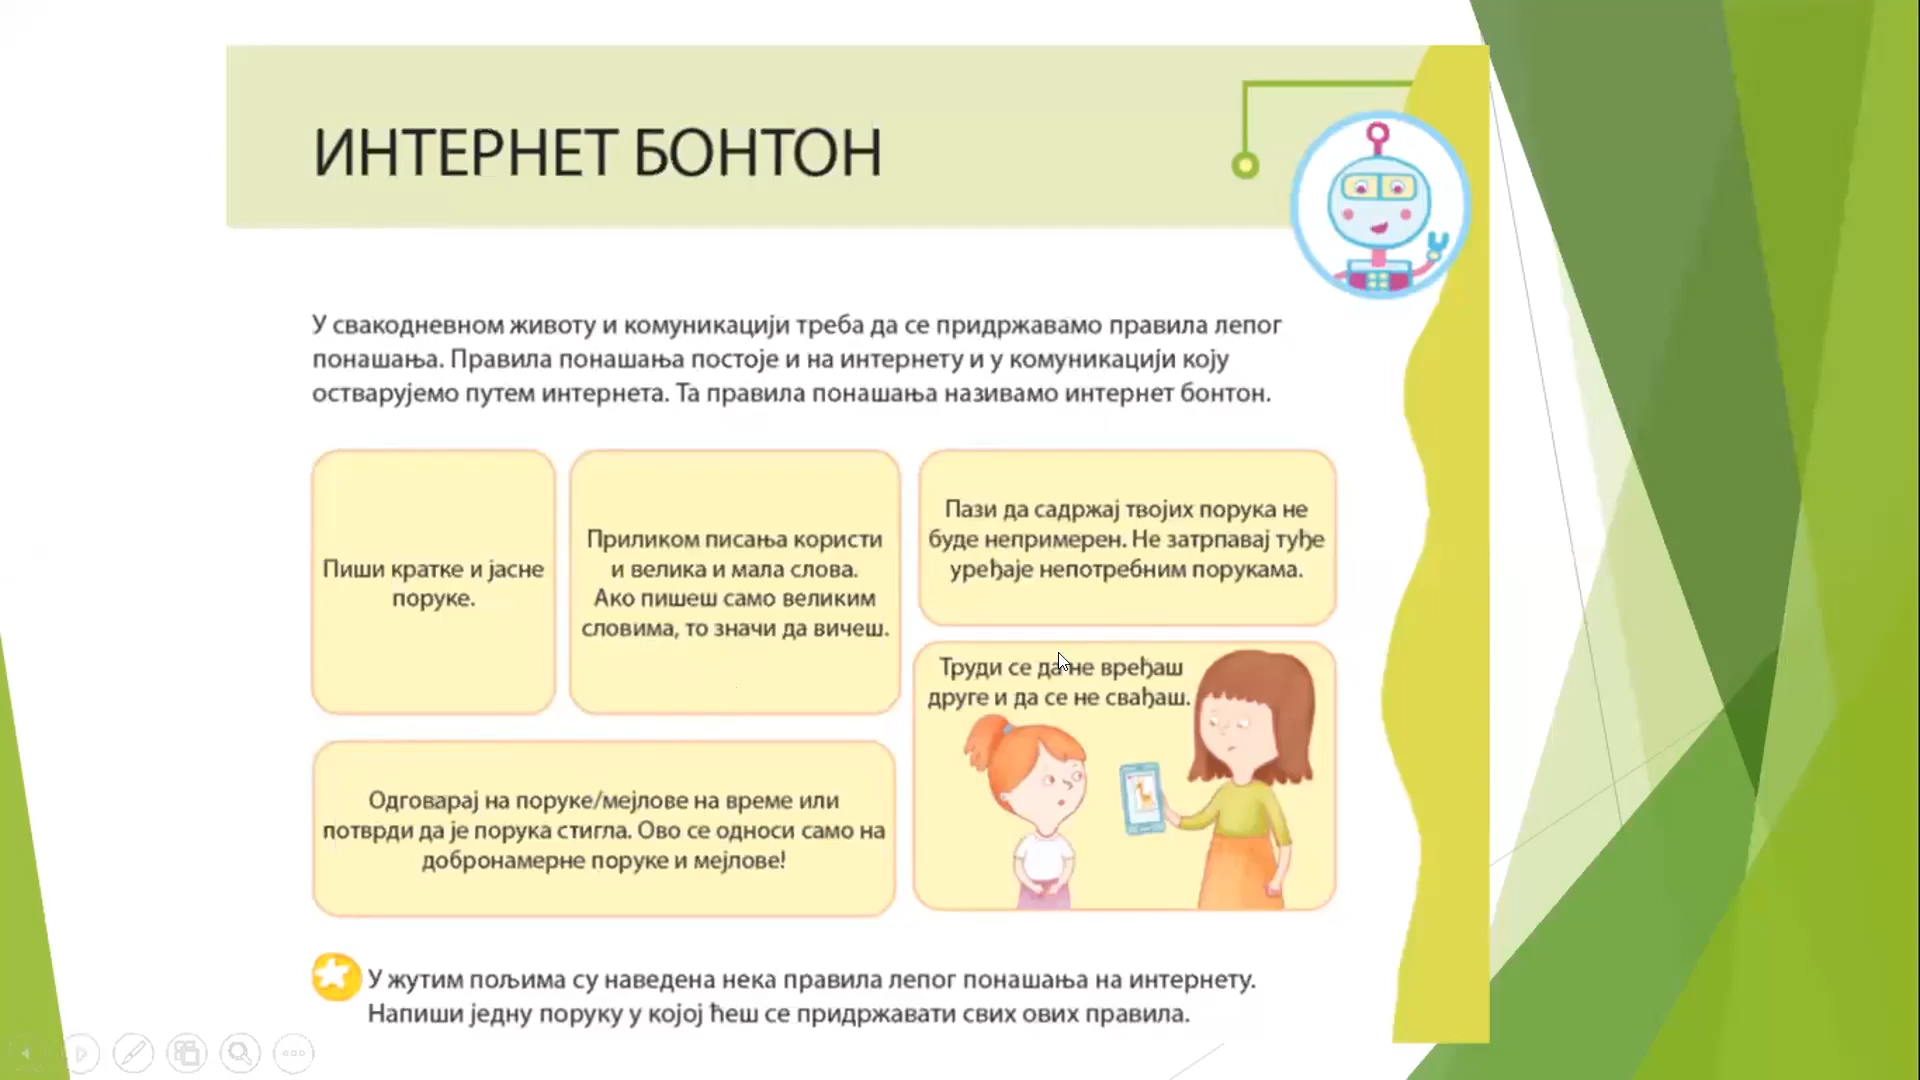 ИНТЕРНЕТ БОНТОН
У свакодневном животу и комуникацији треба да се придржавамо правила лепог
понашања. Правила понашања постоје и на интернету и у комуникацији коју
остварујемо путем интернета. Та правила понашања називамо интернет бонтон.
Пиши кратке и јасне
поруке.
Приликом писања користи
и велика и мала слова.
Ако пишеш само великим
словима, то значи да вичеш.
Пази да садржај твојих порука не
буде непримерен. Не затрпавај туђе
уређаје непотребним порукама.
Труди се да не вређаш
друге и да се не свађаш.
Одговарај на поруке/мејлове на време или
потврди да је порука стигла. Ово се односи само на
добронамерне поруке и мејлове!
У жутим пољима су наведена нека правила лепог понашања на интернету.
Напиши једну поруку у којој ћеш се придржавати свих ових правила.